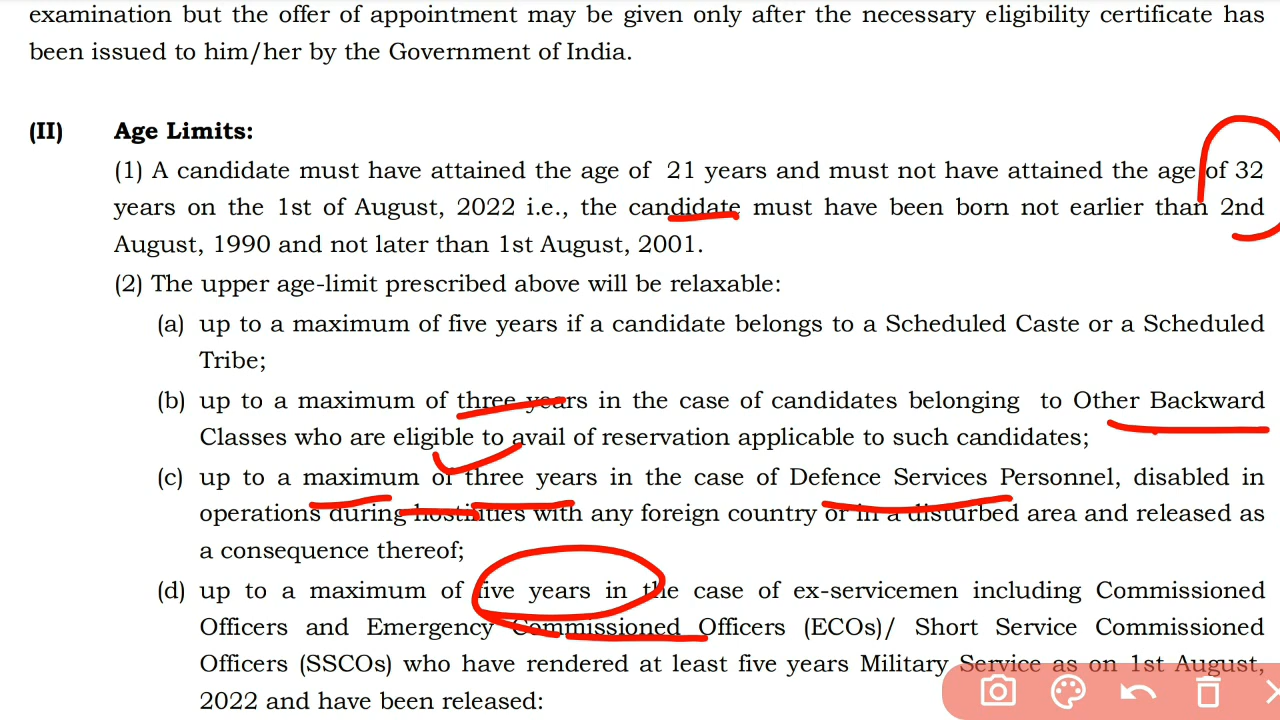 examination but the offer of appointment may be given only after the necessary eligibility certificate has
been issued to him/her by the Government of India.
(II) Age Limits:
(1) A candidate must have attained the age of 21 years and must not have attained the age of 32
years on the 1st of August, 2022 i.e., the candidate must have been born not earlier than 2nd
August, 1990 and not later than 1st August, 2001.
(2) The upper age-limit prescribed above will be relaxable:
(a) up to a maximum of five years if a candidate belongs to a Scheduled Caste or a Scheduled
Tribe;
(b) up to a maximum of three years in the case of candidates belonging to Other Backward
Classes who are eligible to avail of reservation applicable to such candidates;
(c) up to a maximum of three years in the case of Defence Services Personnel, disabled in
operations during hostilities with any foreign country or in a disturbed area and released as
a consequence thereof;
(d) up to a maximum of five years in the case of ex-servicemen including Commissioned
Officers and Emergency Commissioned Officers (ECOs)/ Short Service Commissioned
Officers (SSCOs) who have rendered at least five years Military Service as on 1st August,
2022 and have been released: